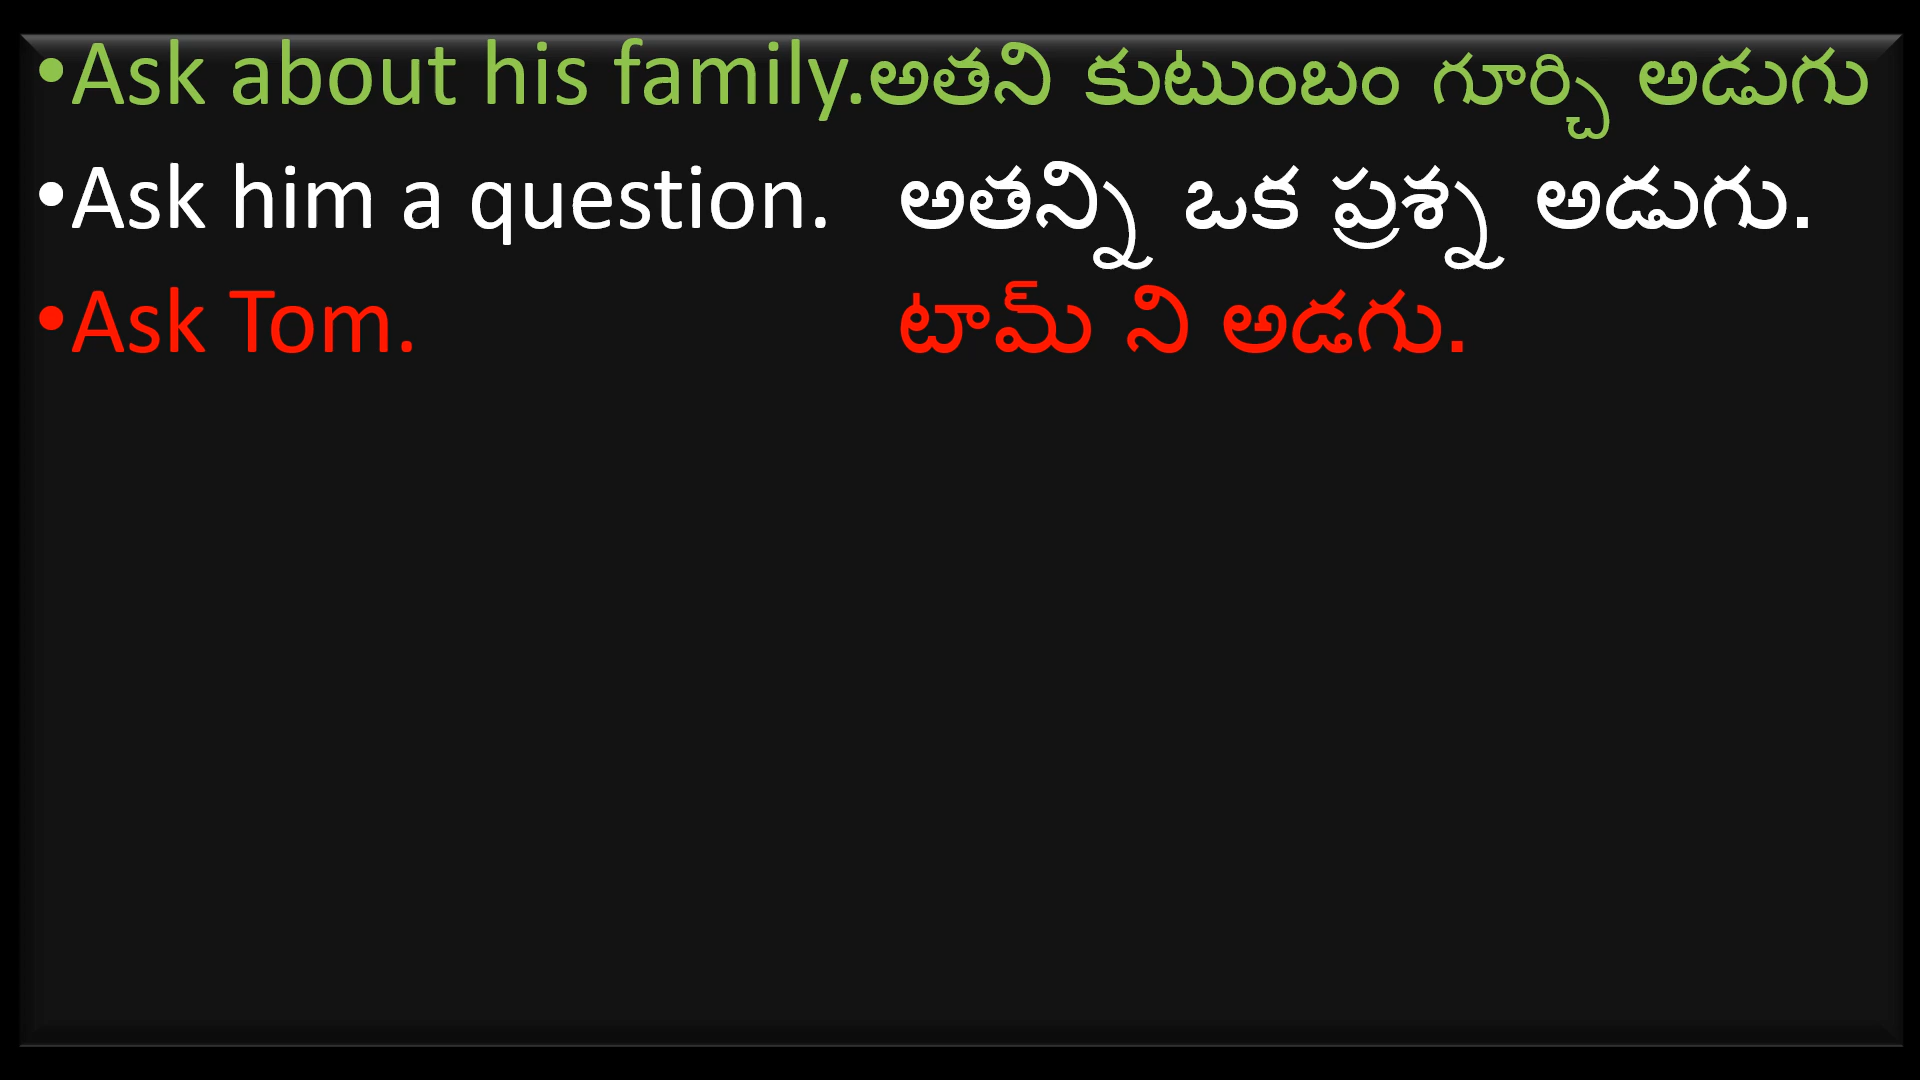 •Ask about his family.అతని కుటుంబం గూర్చి అడుగు
•Ask him a question. అతన్ని ఒక ప్రశ్న అడుగు.
•Ask Tom. టామ్ ని అడగు.